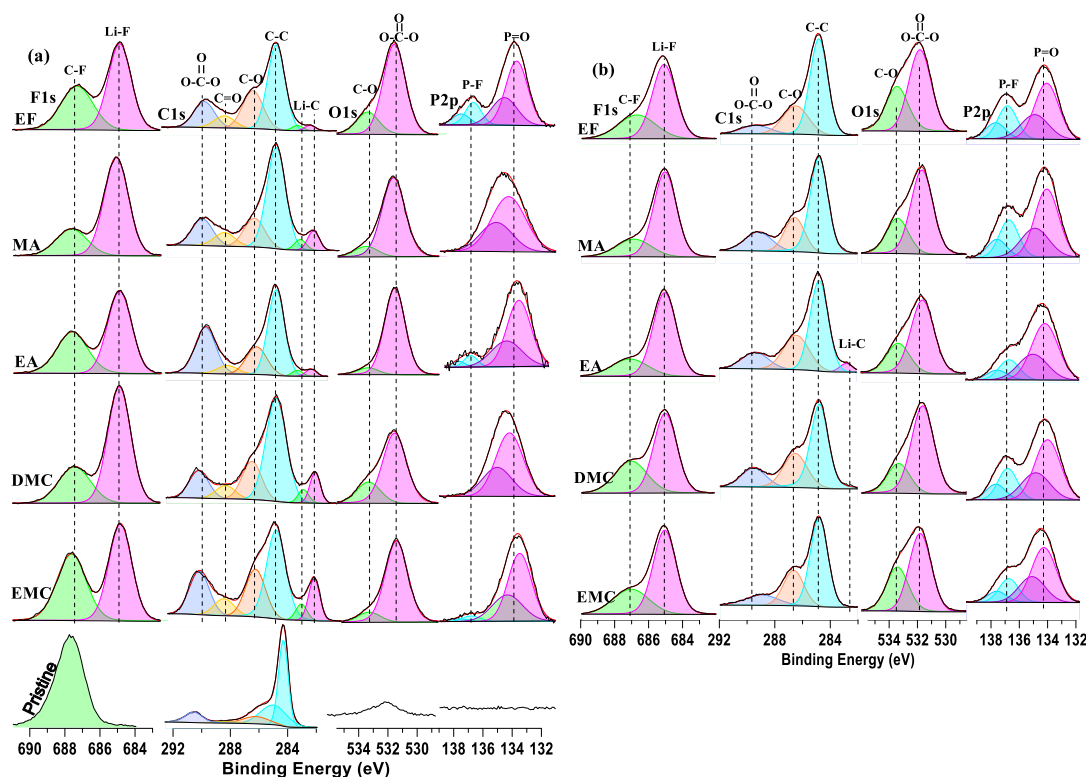 (a)
Li-F
C-F
F1s
EF
O
O-C-O
C=O
C-O
C-C
Li-C
C1s
O
O-C-O
C-O
O1s
P-F
P=O
P2p
MA
EA
DMC
EMC
Pristine
690 688 686 684
292 288 284
534 532 530
138 136 134 132
Binding Energy (eV)
(b)
Li-F
C-F
F1s
EF
O
O-C-O
C-O
C-C
C1s
O
O-C-O
C-O
O1s
P-F
P=O
P2p
MA
EA
Li-C
DMC
EMC
690 688 686 684 292 288 284 534 532 530 138 136 134 132
Binding Energy (eV)